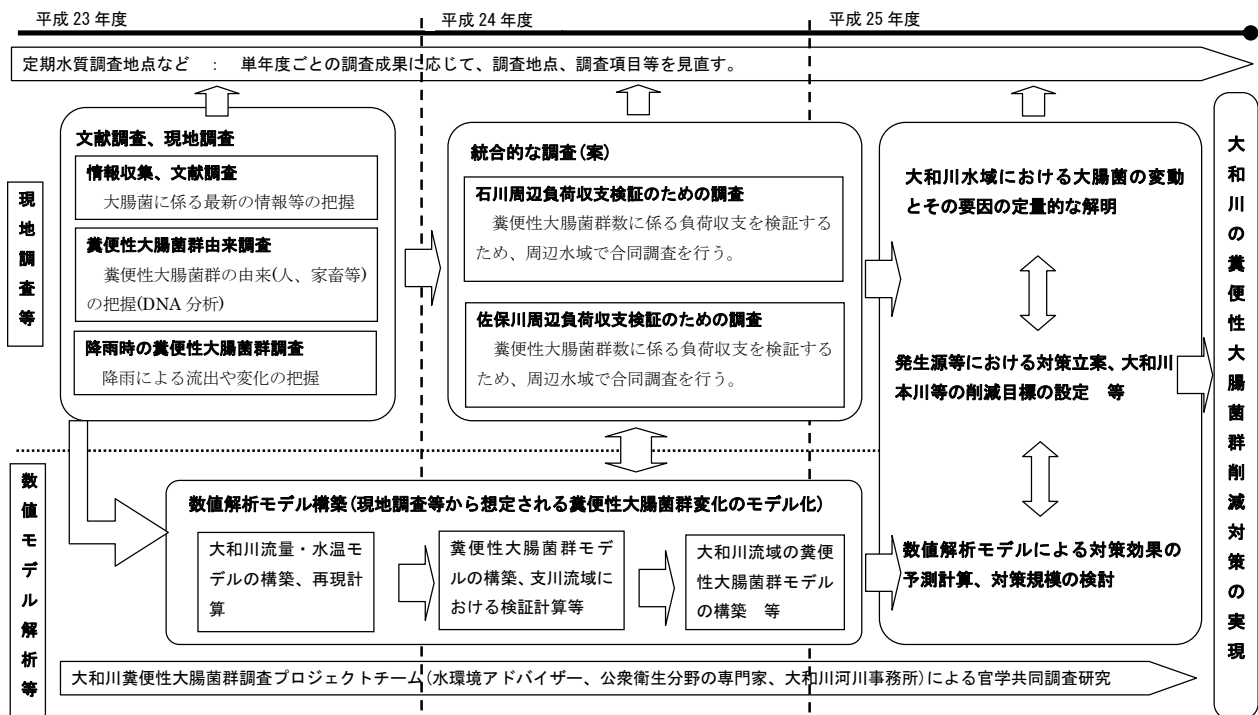 平成 23 年度
平成 24 年度
平成 25 年度
定期水質調査地点など ： 単年度ごとの調査成果に応じて、調査地点、調査項目等を見直す。
現地調査等
文献調査、現地調査
情報収集、文献調査
大腸菌に係る最新の情報等の把握
糞便性大腸菌群由来調査
糞便性大腸菌群の由来(人、家畜等)
の把握(DNA 分析)
降雨時の糞便性大腸菌群調査
降雨による流出や変化の把握
統合的な調査(案)
石川周辺負荷収支検証のための調査
糞便性大腸菌群数に係る負荷収支を検証する
ため、周辺水域で合同調査を行う。
佐保川周辺負荷収支検証のための調査
糞便性大腸菌群数に係る負荷収支を検証する
ため、周辺水域で合同調査を行う。
大和川水域における大腸菌の変動
とその要因の定量的な解明
発生源等における対策立案、大和川
本川等の削減目標の設定 等
数値解析モデルによる対策効果の
予測計算、対策規模の検討
大和川の糞便性大腸菌群削減対策の実現
数値モデル解析等
数値解析モデル構築(現地調査等から想定される糞便性大腸菌群変化のモデル化)
大和川流量・水温モ
デルの構築、再現計
算
糞便性大腸菌群モデ
ルの構築、支川流域に
おける検証計算等
大和川流域の糞便
性大腸菌群モデル
の構築 等
大和川糞便性大腸菌群調査プロジェクトチーム(水環境アドバイザー、公衆衛生分野の専門家、大和川河川事務所)による官学共同調査研究